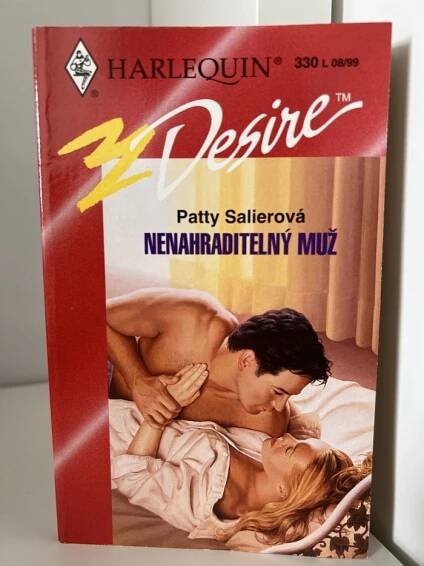 HARLEQUIN® 330 L 08/99
Desire™
Patty Salierová
NENAHRADITELNÝ MUŽ